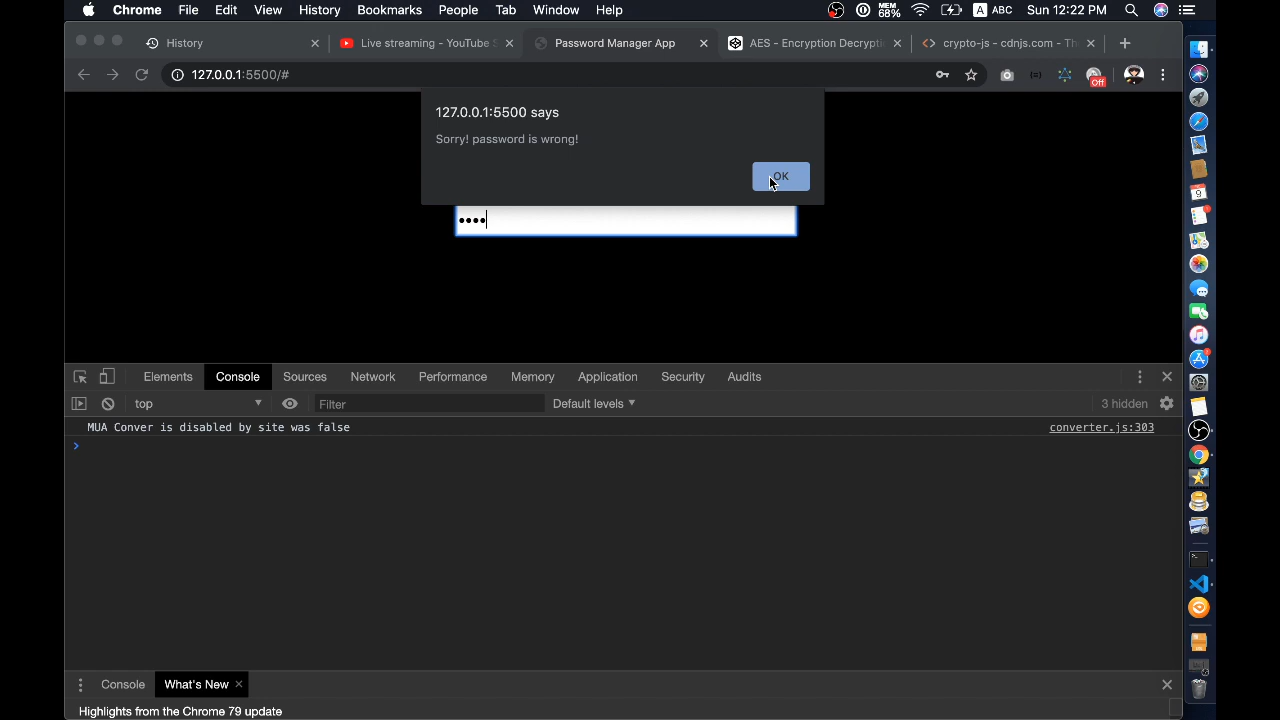 Chrome File Edit View History Bookmarks People Tab Window Help
MEM
68%
A ABC Sun 12:22 PM
History
Live streaming - YouTube
Password Manager App
AES - Encryption Decrypti
crypto-js - cdnjs.com - Th
127.0.0.1:5500/#
Off
127.0.0.1:5500 says
Sorry! password is wrong!
OK
Elements Console Sources Network Performance Memory Application Security Audits
top Filter Default levels 3 hidden
MUA Conver is disabled by site was false converter.js:303
Console What's New
Highlights from the Chrome 79 update